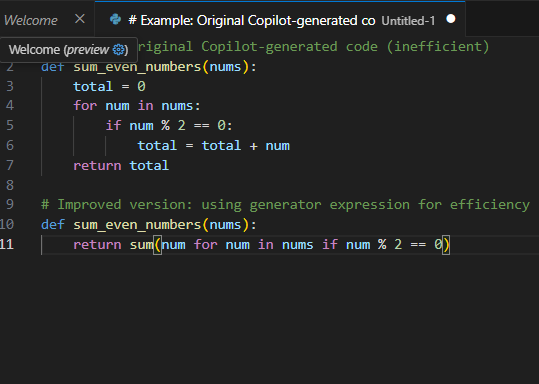 Welcome
# Example: Original Copilot-generated co Untitled-1
Welcome (preview )
riginal Copilot-generated code (inefficient)
2 def sum_even_numbers(nums):
3 total = 0
4 for num in nums:
5 if num % 2 == 0:
6 total = total + num
7 return total
8
9 # Improved version: using generator expression for efficiency
10 def sum_even_numbers(nums):
11 return sum(num for num in nums if num % 2 == 0)